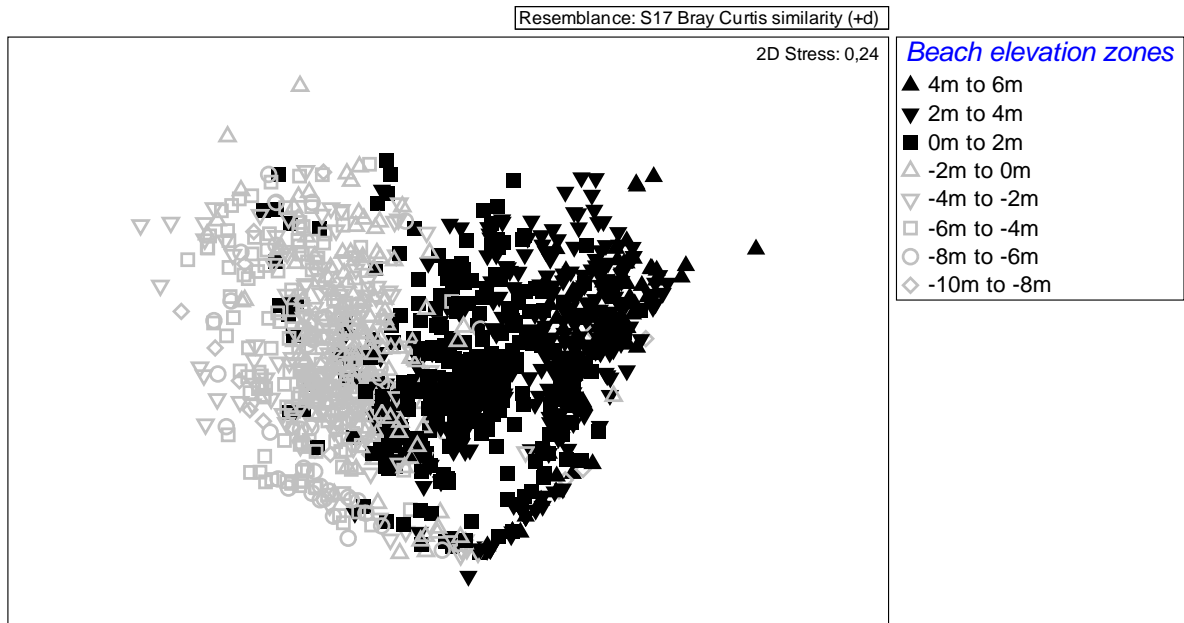 Resemblance: S17 Bray Curtis similarity (+d)
2D Stress: 0,24
Beach elevation zones
4m to 6m
2m to 4m
0m to 2m
-2m to 0m
-4m to -2m
-6m to -4m
-8m to -6m
-10m to -8m